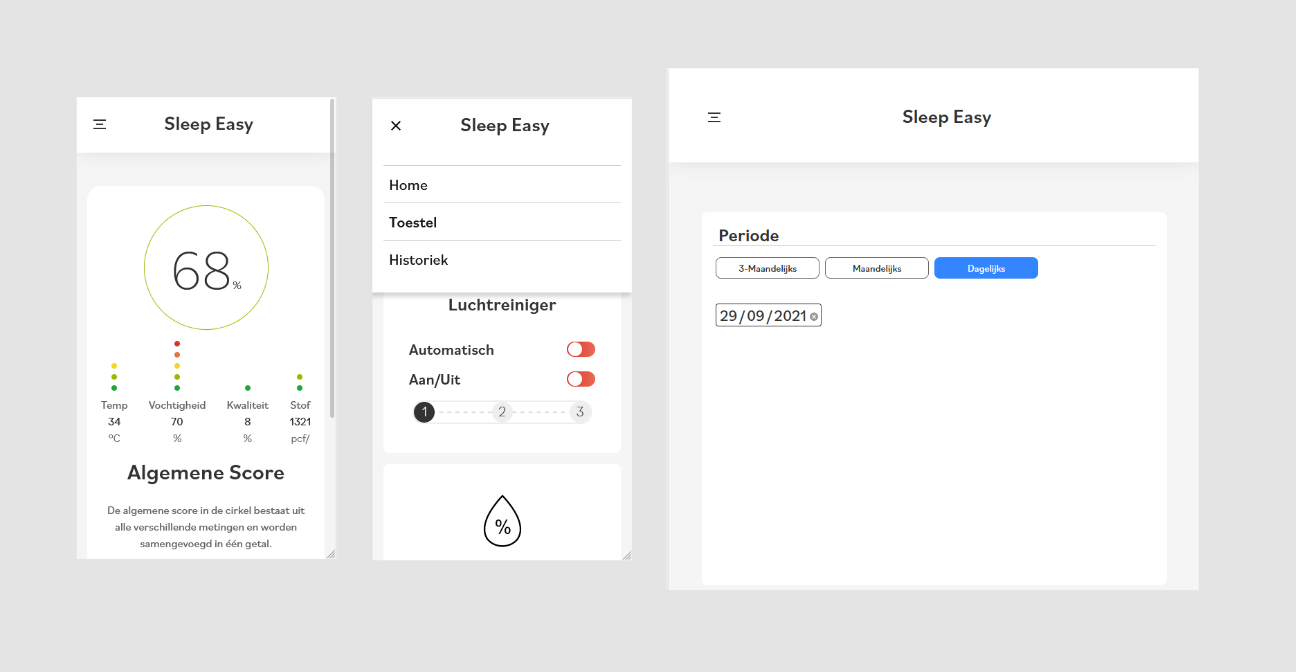 Sleep Easy
68%
Temp Vochtigheid Kwaliteit Stof
34 70 8 1321
ºC % % pcf/
Algemene Score
De algemene score in de cirkel bestaat uit
alle verschillende metingen en worden
samengevoegd in één getal.
Sleep Easy
Home
Toestel
Historiek
Luchtreiniger
Automatisch
Aan/Uit
1 2 3
%
Sleep Easy
Periode
3-Maandelijks Maandelijks Dagelijks
29/09/2021